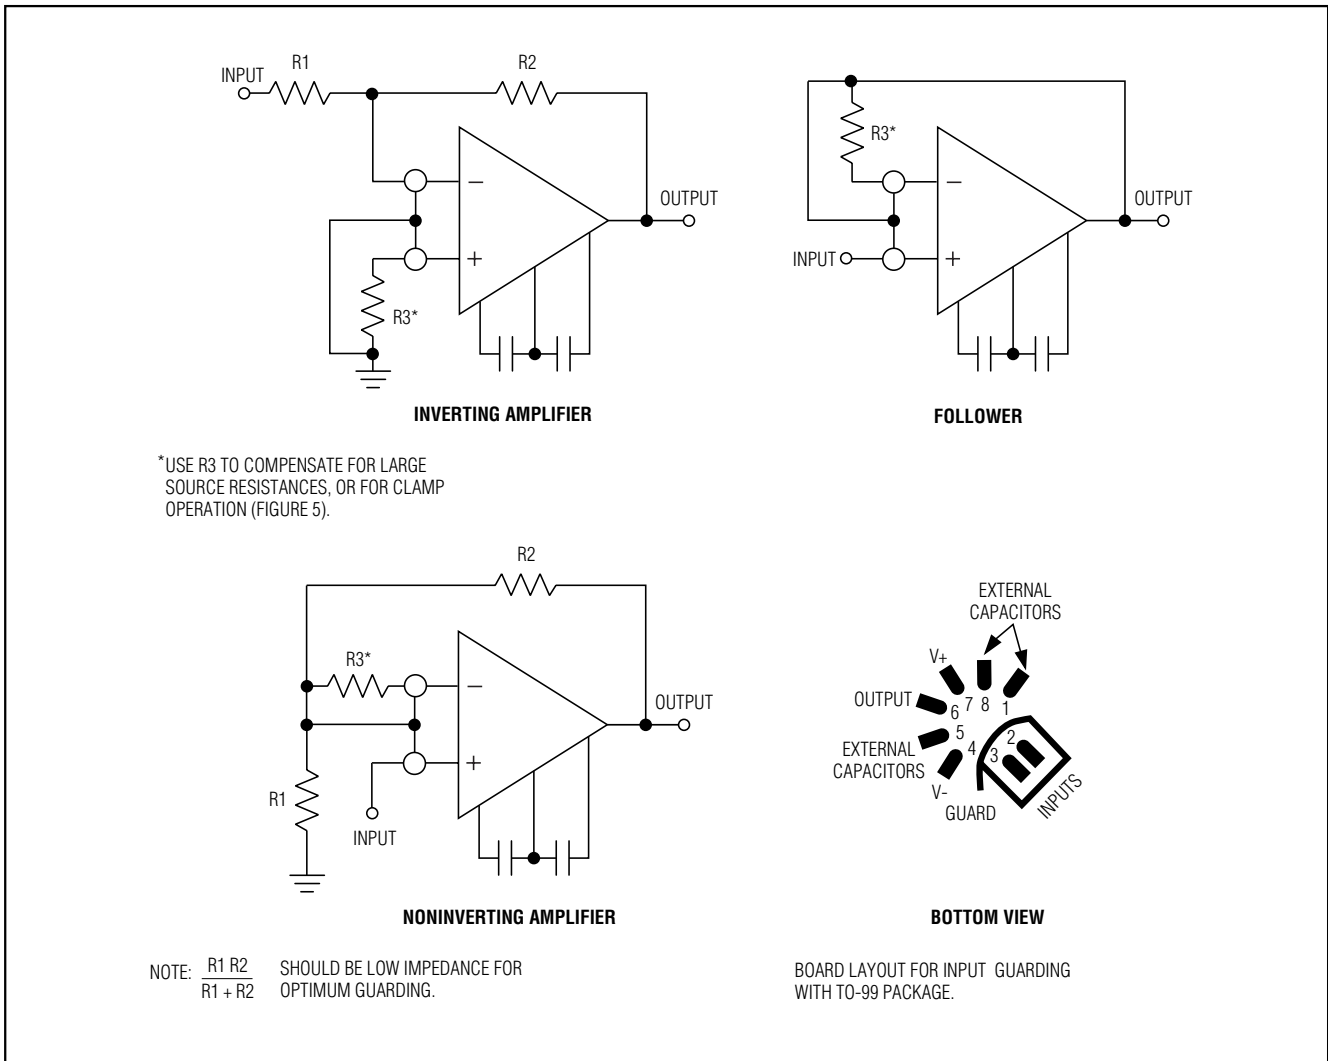 INPUT
R1
R2
−
+
OUTPUT
R3*
INVERTING AMPLIFIER
R3*
−
+
INPUT
OUTPUT
FOLLOWER
*USE R3 TO COMPENSATE FOR LARGE
SOURCE RESISTANCES, OR FOR CLAMP
OPERATION (FIGURE 5).
R2
R3*
−
+
OUTPUT
R1
INPUT
NONINVERTING AMPLIFIER
NOTE: R1 R2 / R1 + R2 SHOULD BE LOW IMPEDANCE FOR
OPTIMUM GUARDING.
EXTERNAL
CAPACITORS
V+
OUTPUT
7 8 1
6
5
4
3
2
EXTERNAL
CAPACITORS
V-
GUARD
INPUTS
BOTTOM VIEW
BOARD LAYOUT FOR INPUT GUARDING
WITH TO-99 PACKAGE.